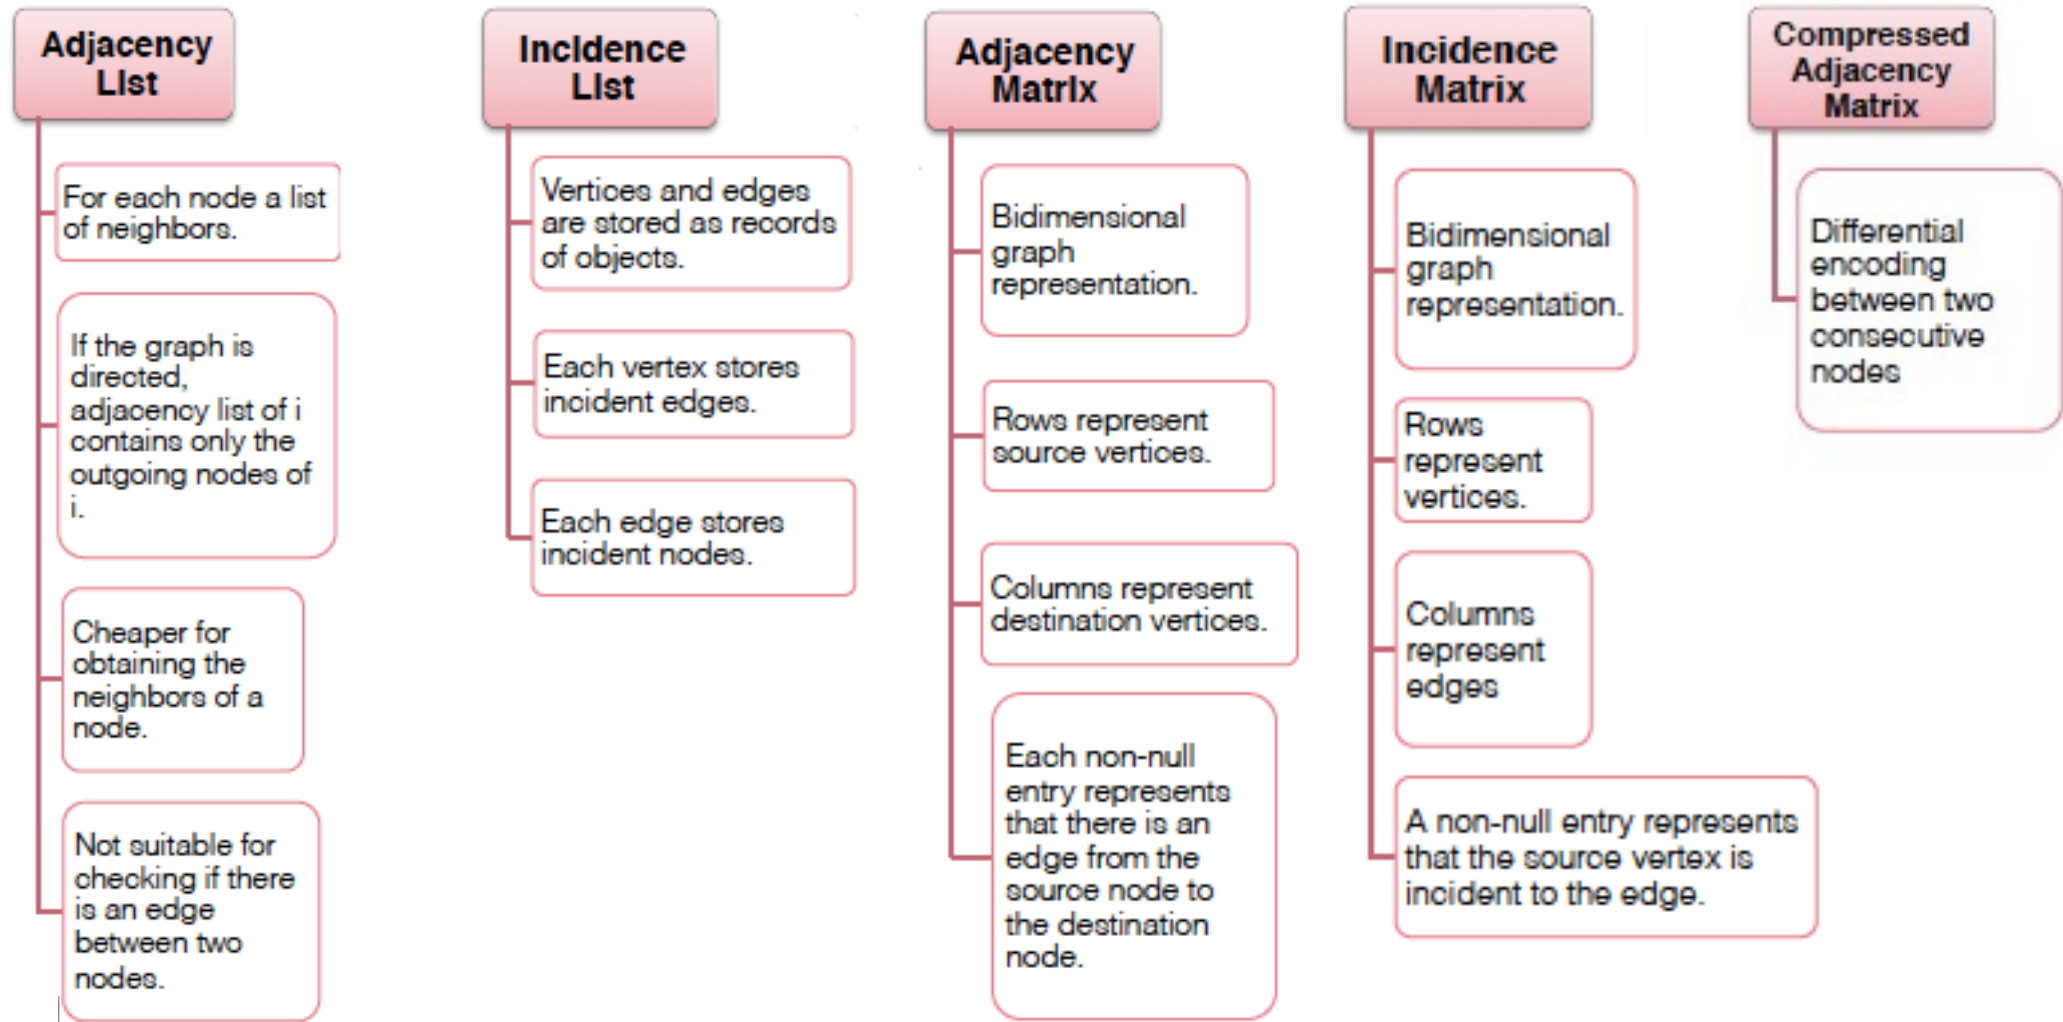 Adjacency
List
For each node a list
of neighbors.
If the graph is
directed,
adjacency list of i
contains only the
outgoing nodes of
i.
Cheaper for
obtaining the
neighbors of a
node.
Not suitable for
checking if there
is an edge
between two
nodes.
Incidence
List
Vertices and edges
are stored as records
of objects.
Each vertex stores
incident edges.
Each edge stores
incident nodes.
Adjacency
Matrix
Bidimensional
graph
representation.
Rows represent
source vertices.
Columns represent
destination vertices.
Each non-null
entry represents
that there is an
edge from the
source node to
the destination
node.
Incidence
Matrix
Bidimensional
graph
representation.
Rows
represent
vertices.
Columns
represent
edges
A non-null entry represents
that the source vertex is
incident to the edge.
Compressed
Adjacency
Matrix
Differential
encoding
between two
consecutive
nodes